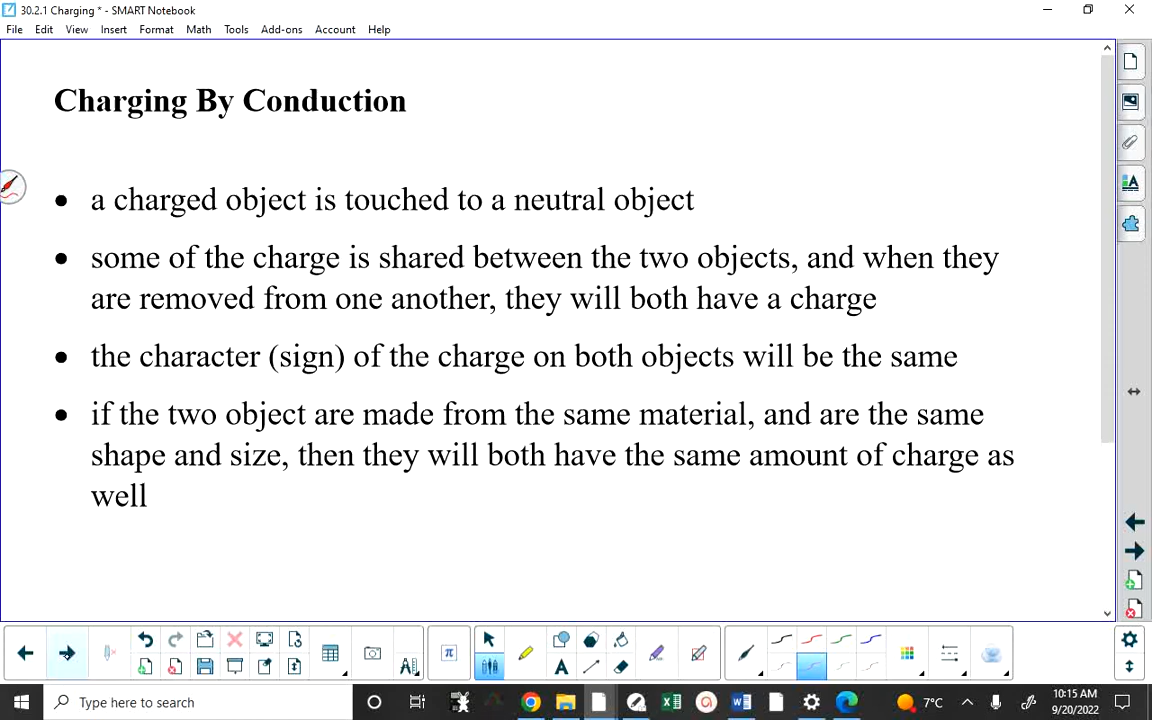 30.2.1 Charging * - SMART Notebook
File Edit View Insert Format Math Tools Add-ons Account Help
Charging By Conduction
• a charged object is touched to a neutral object
• some of the charge is shared between the two objects, and when they
are removed from one another, they will both have a charge
• the character (sign) of the charge on both objects will be the same
• if the two object are made from the same material, and are the same
shape and size, then they will both have the same amount of charge as
well
Type here to search
7°C
10:15 AM
9/20/2022